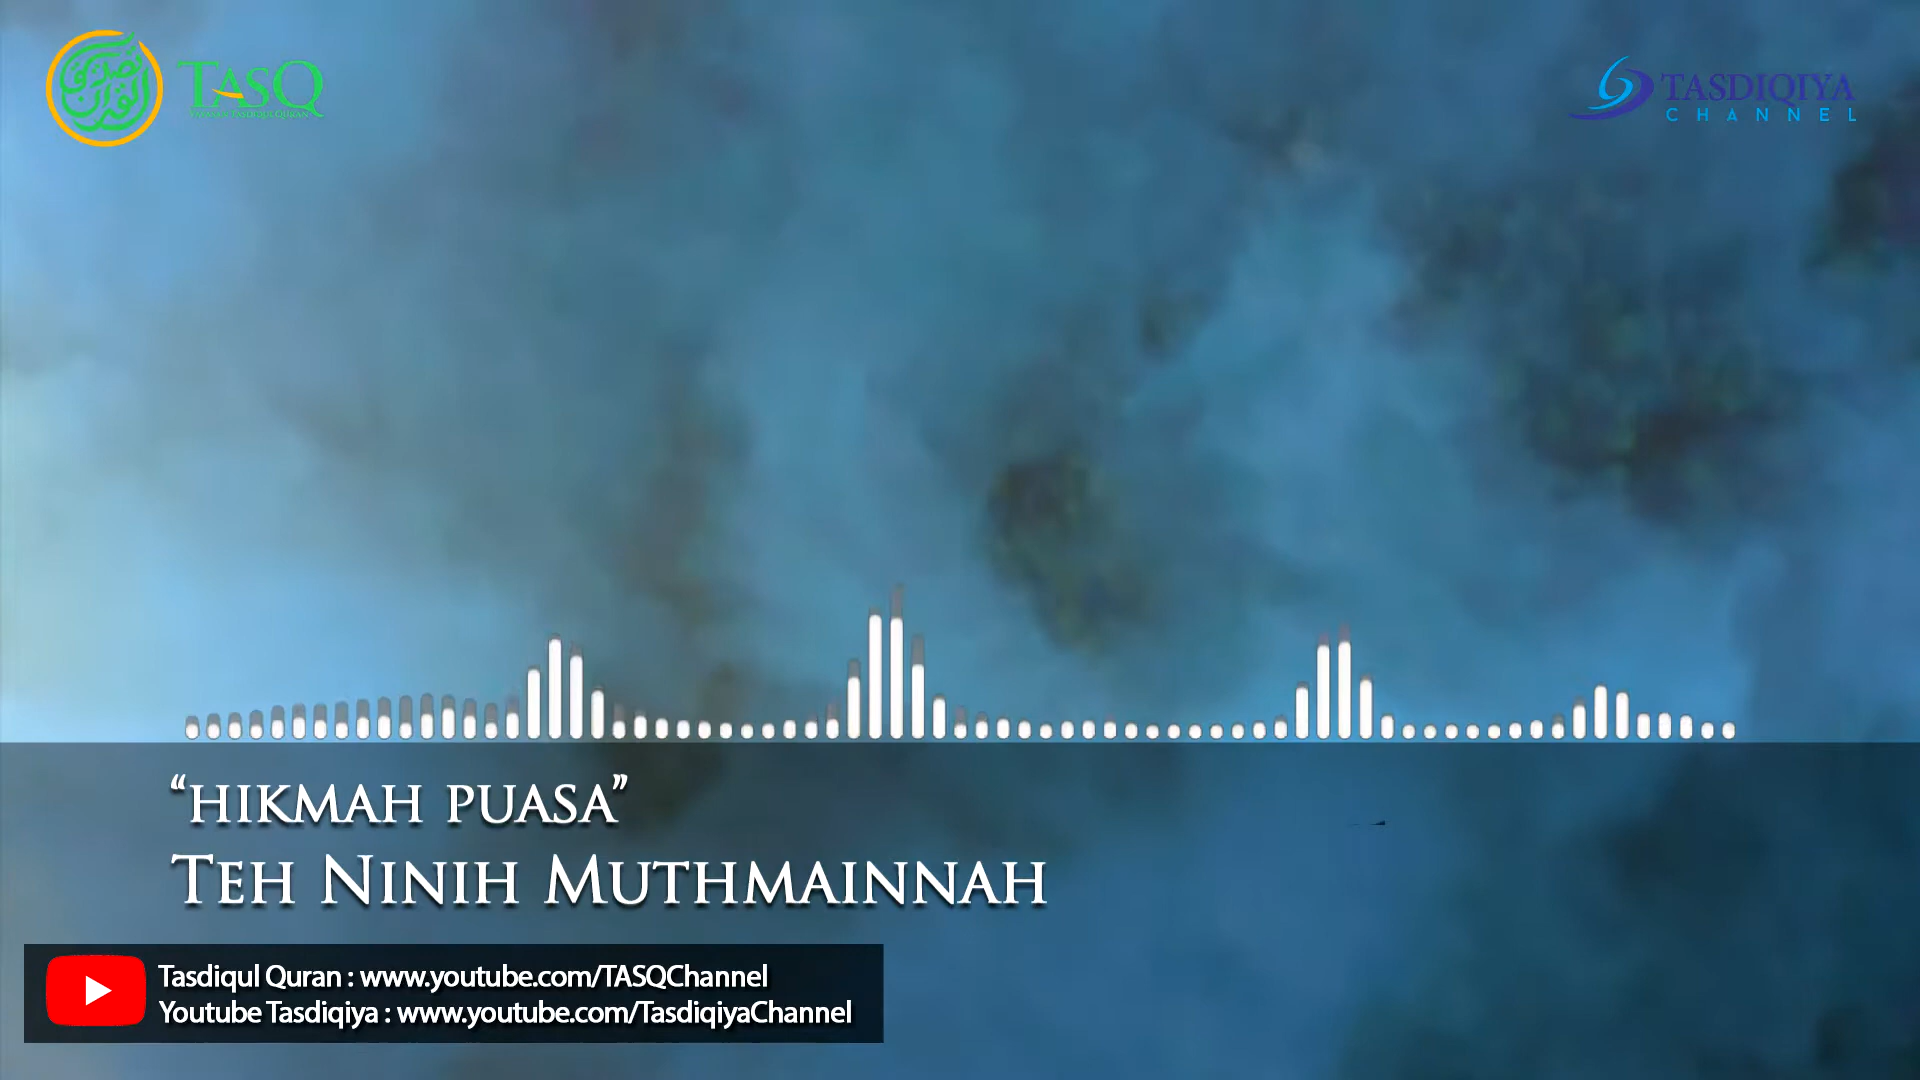 TASQ
TASDIQIYA
CHANNEL
“HIKMAH PUASA”
TEH NINIH MUTHMAINNAH
Tasdiqul Quran : www.youtube.com/TASQChannel
Youtube Tasdiqiya : www.youtube.com/TasdiqiyaChannel